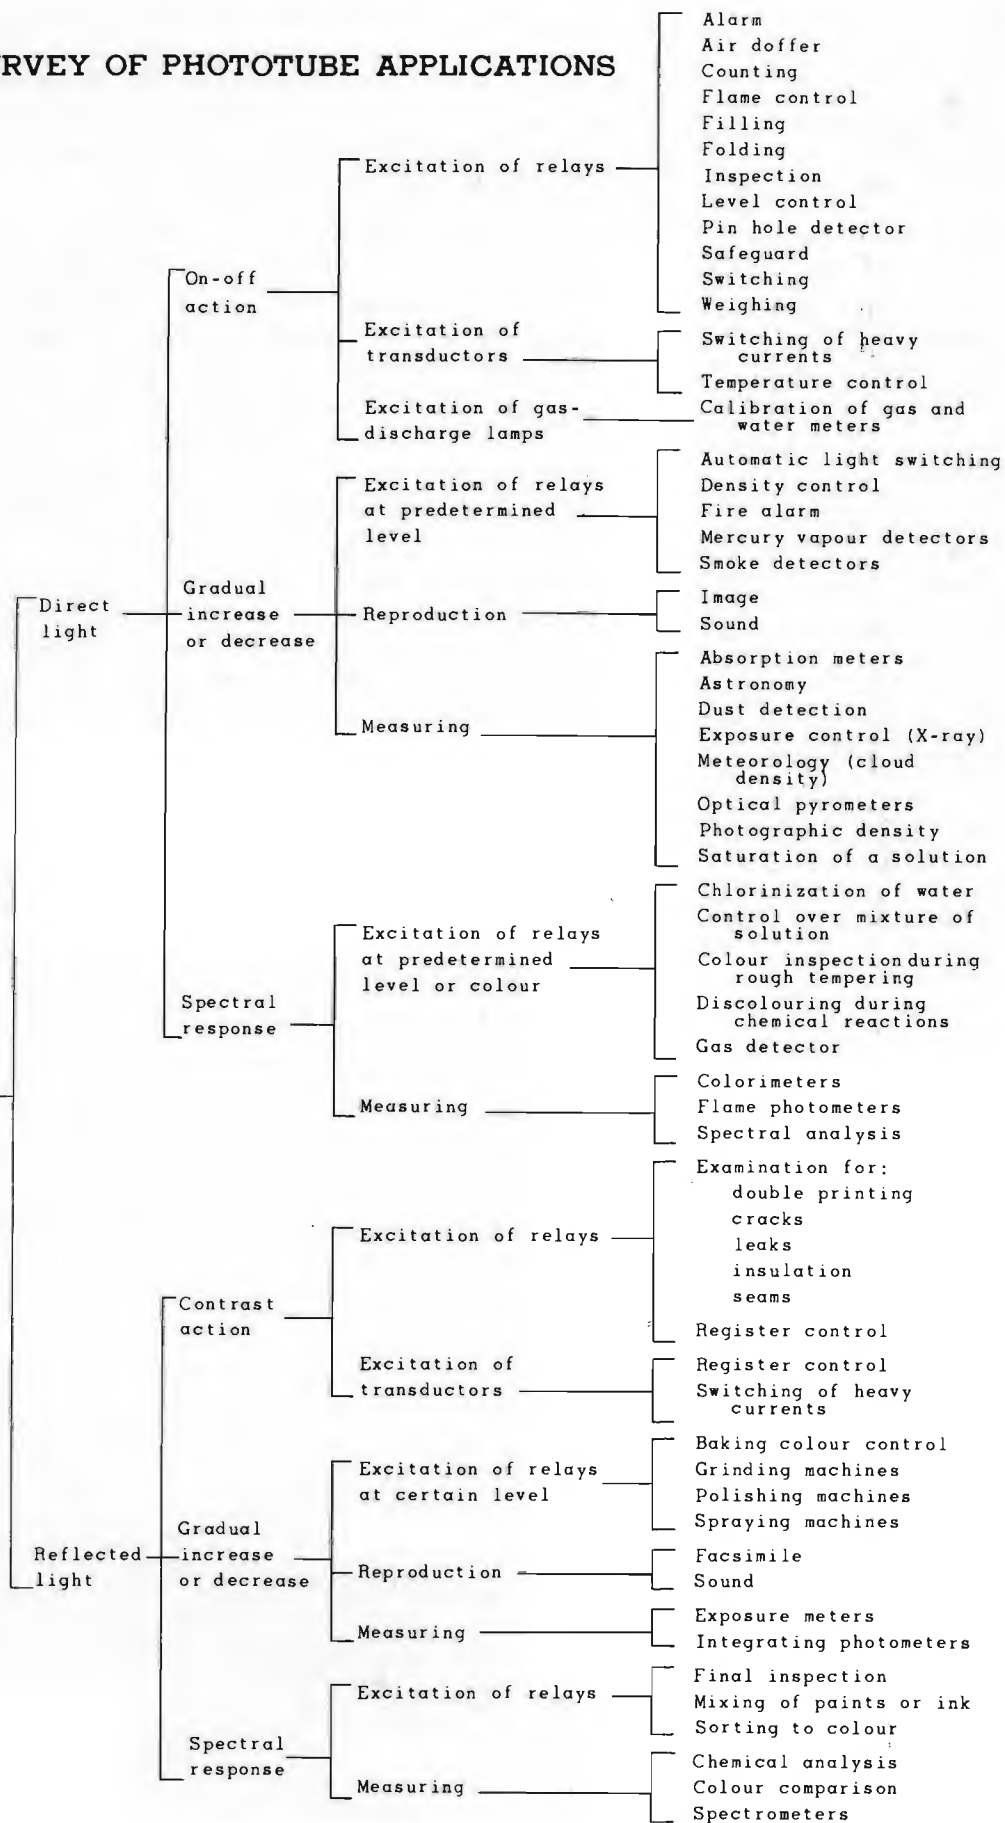 RVEY OF PHOTOTUBE APPLICATIONS
Direct
light
On-off
action
Excitation of relays
Alarm
Air doffer
Counting
Flame control
Filling
Folding
Inspection
Level control
Pin hole detector
Safeguard
Switching
Weighing
Excitation of
transductors
Switching of heavy
currents
Temperature control
Excitation of gas-
discharge lamps
Calibration of gas and
water meters
Gradual
increase
or decrease
Excitation of relays
at predetermined
level
Automatic light switching
Density control
Fire alarm
Mercury vapour detectors
Smoke detectors
Reproduction
Image
Sound
Measuring
Absorption meters
Astronomy
Dust detection
Exposure control (X-ray)
Meteorology (cloud
density)
Optical pyrometers
Photographic density
Saturation of a solution
Spectral
response
Excitation of relays
at predetermined
level or colour
Chlorinization of water
Control over mixture of
solution
Colour inspection during
rough tempering
Discolouring during
chemical reactions
Gas detector
Measuring
Colorimeters
Flame photometers
Spectral analysis
Reflected
light
Contrast
action
Excitation of relays
Examination for:
double printing
cracks
leaks
insulation
seams
Register control
Excitation of
transductors
Register control
Switching of heavy
currents
Gradual
increase
or decrease
Excitation of relays
at certain level
Baking colour control
Grinding machines
Polishing machines
Spraying machines
Reproduction
Facsimile
Sound
Measuring
Exposure meters
Integrating photometers
Spectral
response
Excitation of relays
Final inspection
Mixing of paints or ink
Sorting to colour
Measuring
Chemical analysis
Colour comparison
Spectrometers